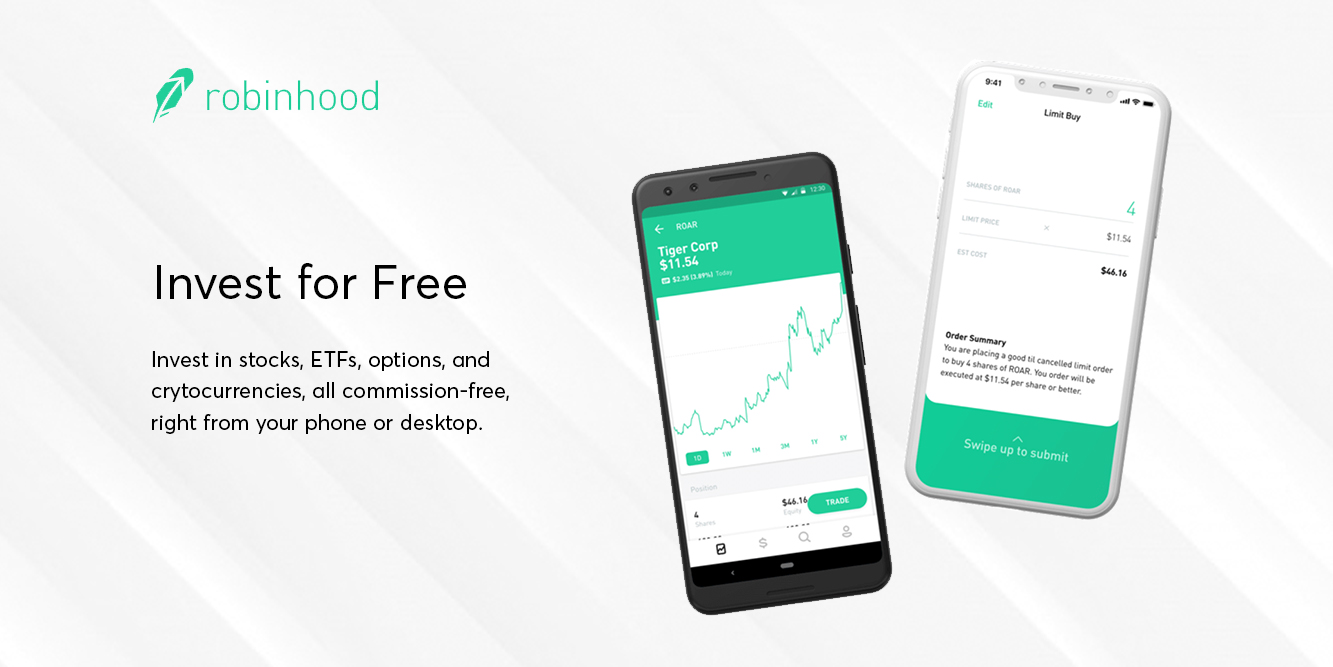 robinhood
Invest for Free
Invest in stocks, ETFs, options, and
crytocurrencies, all commission-free,
right from your phone or desktop.
12:30
ROAR
Tiger Corp
$11.54
$2.35 (3.89%) Today
1D 1W 1M 3M 1Y 5Y
Position
4 $46.16 TRADE
Shares Equity
9:41
Edit Limit Buy
SHARES OF ROAR 4
LIMIT PRICE × $11.54
EST COST $46.16
Order Summary
You are placing a good til cancelled limit order
to buy 4 shares of ROAR. You order will be
executed at $11.54 per share or better.
Swipe up to submit